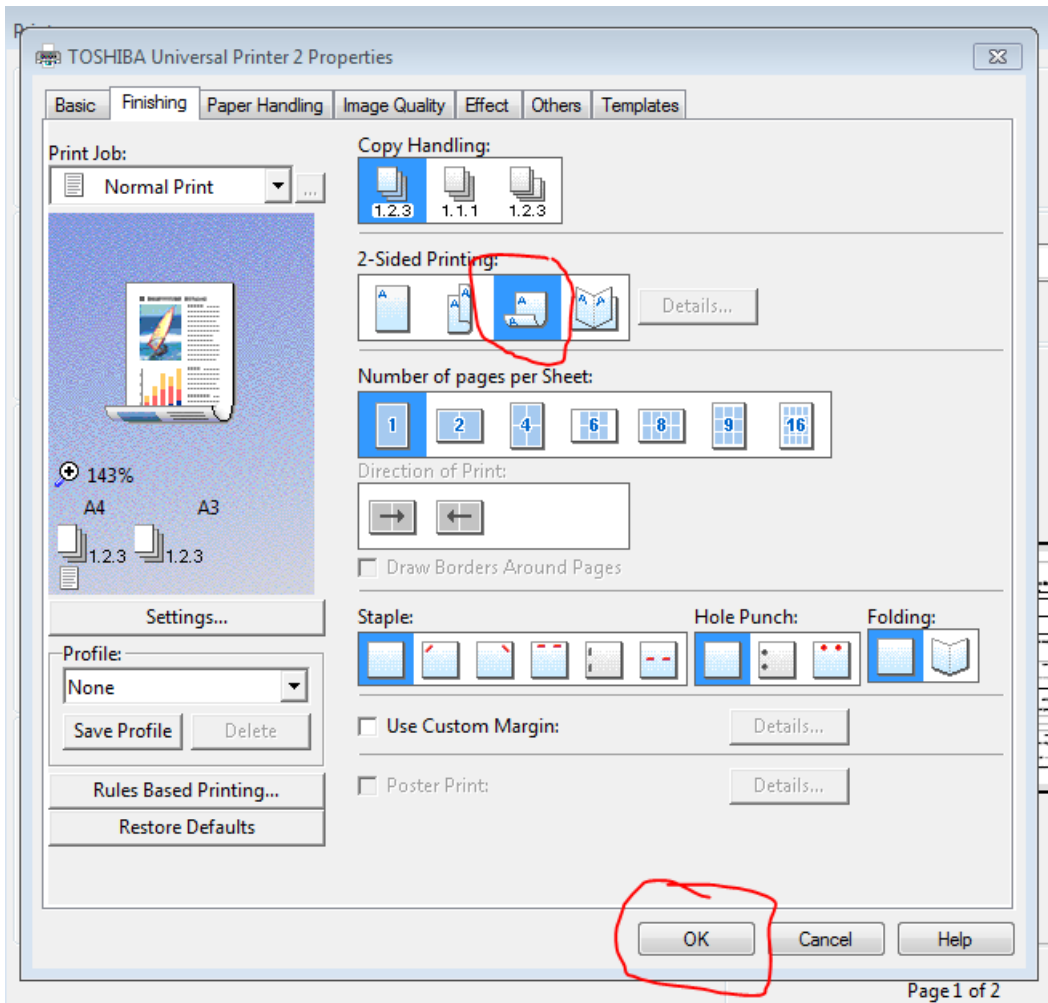 TOSHIBA Universal Printer 2 Properties
Basic Finishing Paper Handling Image Quality Effect Others Templates
Print Job:
Normal Print
...
143%
A4 A3
1.2.3 1.2.3
Settings...
Profile:
None
Save Profile Delete
Rules Based Printing...
Restore Defaults
Copy Handling:
1.2.3 1.1.1 1.2.3
2-Sided Printing:
A A A A A A
Details...
Number of pages per Sheet:
1 2 4 6 8 9 16
Direction of Print:
Draw Borders Around Pages
Staple: Hole Punch: Folding:
Use Custom Margin: Details...
Poster Print: Details...
OK Cancel Help
Page 1 of 2